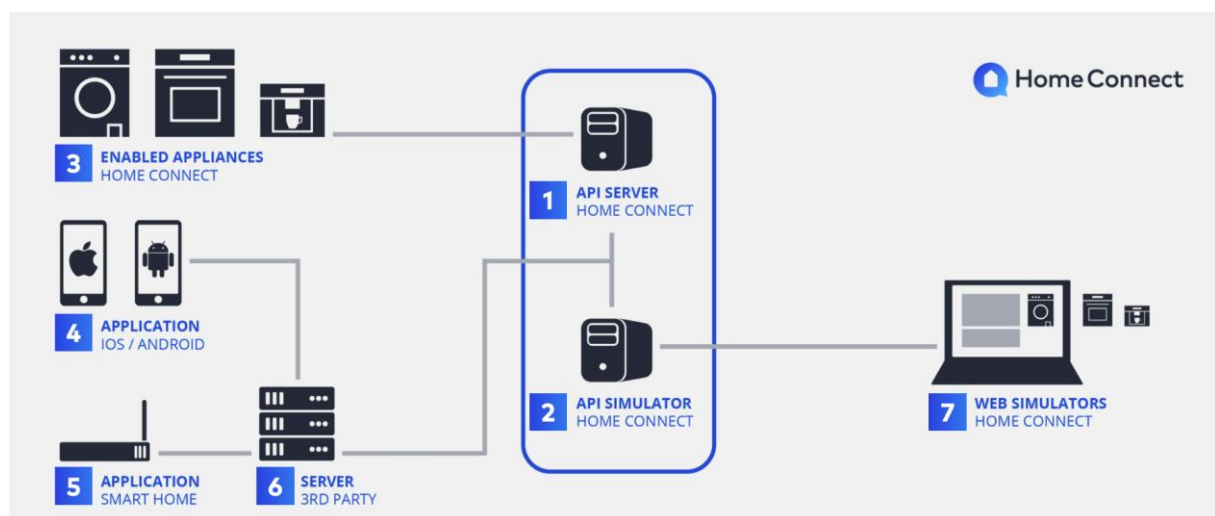 Home Connect
3 ENABLED APPLIANCES
HOME CONNECT
1 API SERVER
HOME CONNECT
4 APPLICATION
IOS / ANDROID
2 API SIMULATOR
HOME CONNECT
7 WEB SIMULATORS
HOME CONNECT
5 APPLICATION
SMART HOME
6 SERVER
3RD PARTY